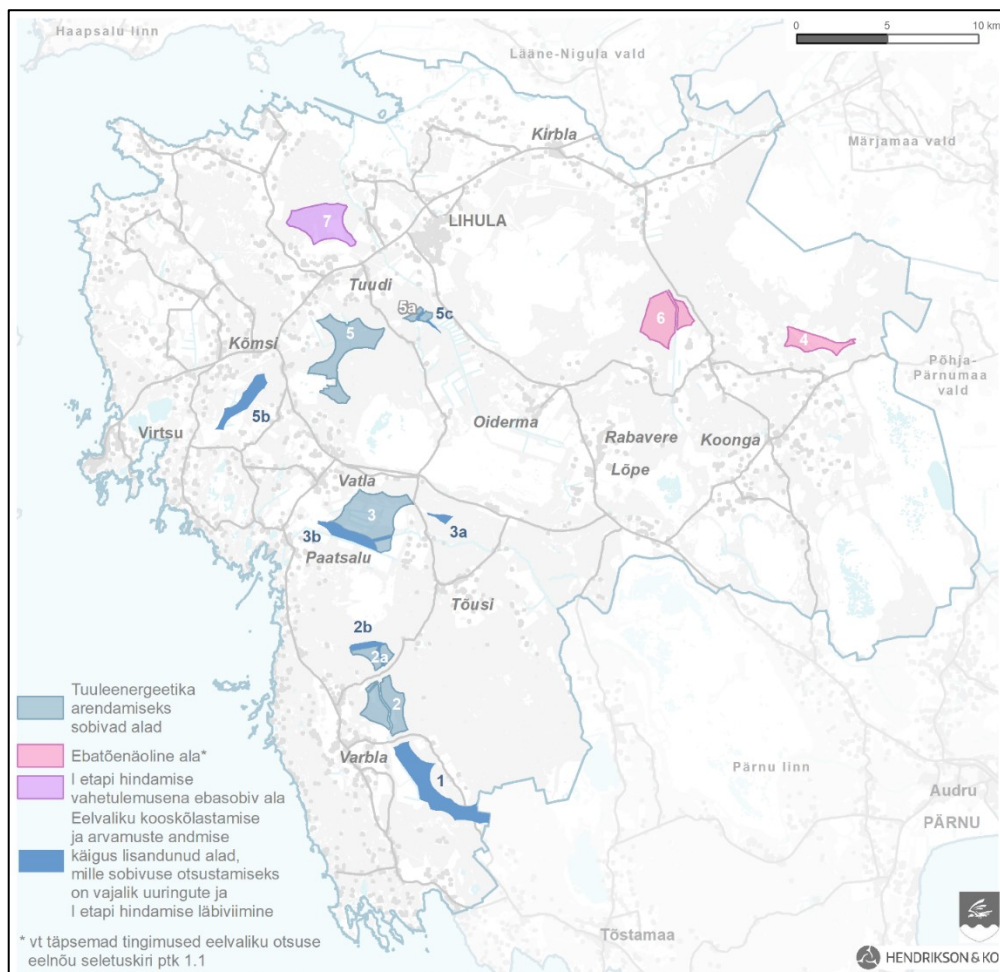 Haapsalu linn
0 5 10 km
Lääne-Nigula vald
Kirbla
Märjamaa vald
7
LIHULA
Tuudi
5a
5c
6
5
4
Kõmsi
Põhja-
Pärnumaa
vald
5b
Oiderma
Virtsu
Rabavere
Koonga
Lõpe
Vatla
3
3a
3b
Paatsalu
Tõusi
2b
2a
2
Varbla
1
Pärnu linn
Audru
PÄRNU
Tõstamaa
Tuuleenergeetika
arendamiseks
sobivad alad
Ebatõenäoline ala*
I etapi hindamise
vahetulemusena ebasobiv ala
Eelvaliku kooskõlastamise
ja arvamuste andmise
käigus lisandunud alad,
mille sobivuse otsustamiseks
on vajalik uuringute ja
I etapi hindamise läbiviimine
* vt täpsemad tingimused eelvaliku otsuse
eelnõu seletuskiri ptk 1.1
HENDRIKSON & KO